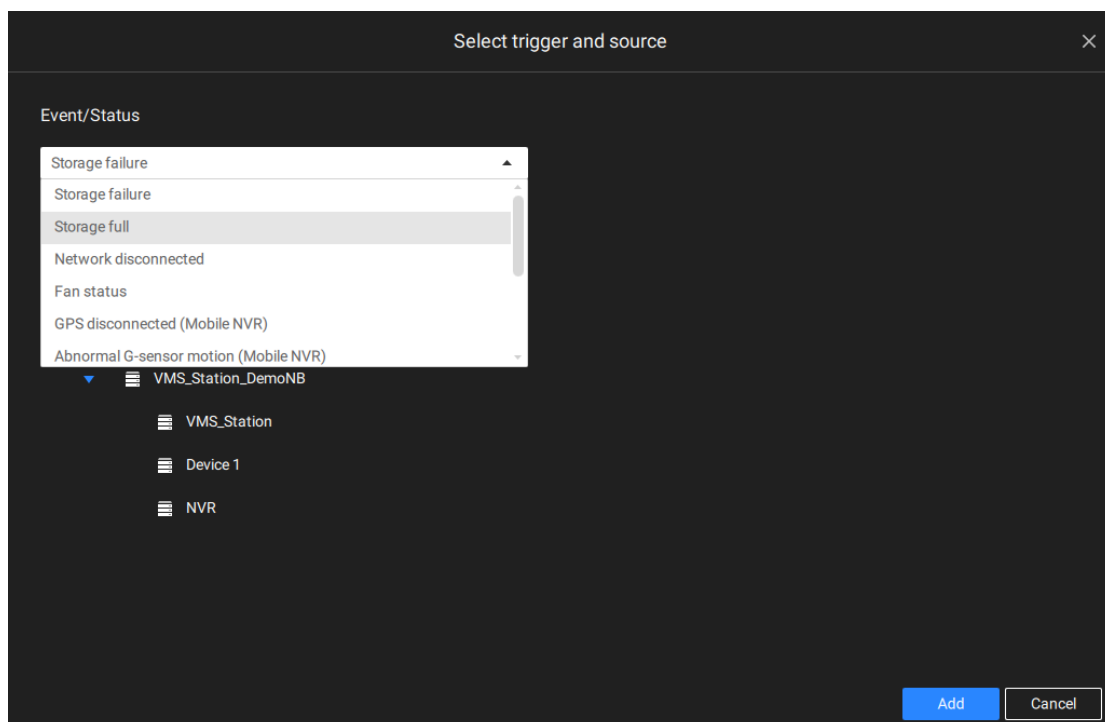 Select trigger and source
Event/Status
Storage failure
Storage failure
Storage full
Network disconnected
Fan status
GPS disconnected (Mobile NVR)
Abnormal G-sensor motion (Mobile NVR)
VMS_Station_DemoNB
VMS_Station
Device 1
NVR
Add Cancel